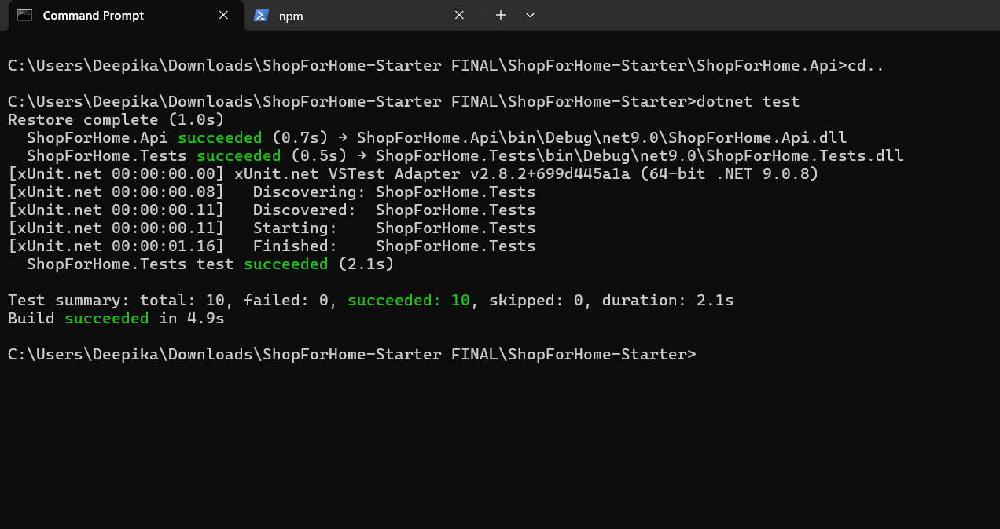 Command Prompt
npm
C:\Users\Deepika\Downloads\ShopForHome-Starter FINAL\ShopForHome-Starter\ShopForHome.Api>cd..
C:\Users\Deepika\Downloads\ShopForHome-Starter FINAL\ShopForHome-Starter>dotnet test
Restore complete (1.0s)
  ShopForHome.Api succeeded (0.7s) → ShopForHome.Api\bin\Debug\net9.0\ShopForHome.Api.dll
  ShopForHome.Tests succeeded (0.5s) → ShopForHome.Tests\bin\Debug\net9.0\ShopForHome.Tests.dll
[xUnit.net 00:00:00.00] xUnit.net VSTest Adapter v2.8.2+699d445a1a (64-bit .NET 9.0.8)
[xUnit.net 00:00:00.08]   Discovering: ShopForHome.Tests
[xUnit.net 00:00:00.11]   Discovered:  ShopForHome.Tests
[xUnit.net 00:00:00.11]   Starting:    ShopForHome.Tests
[xUnit.net 00:00:01.16]   Finished:    ShopForHome.Tests
  ShopForHome.Tests test succeeded (2.1s)
Test summary: total: 10, failed: 0, succeeded: 10, skipped: 0, duration: 2.1s
Build succeeded in 4.9s
C:\Users\Deepika\Downloads\ShopForHome-Starter FINAL\ShopForHome-Starter>